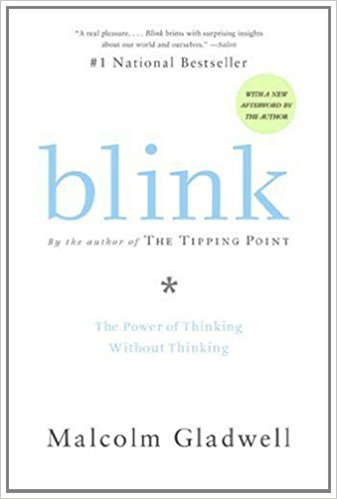 "A real pleasure. . . . Blink brims with surprising insights
about our world and ourselves." —Salon
#1 National Bestseller
WITH A NEW
AFTERWORD BY
THE AUTHOR
blink
By the author of THE TIPPING POINT
*
The Power of Thinking
Without Thinking
Malcolm Gladwell